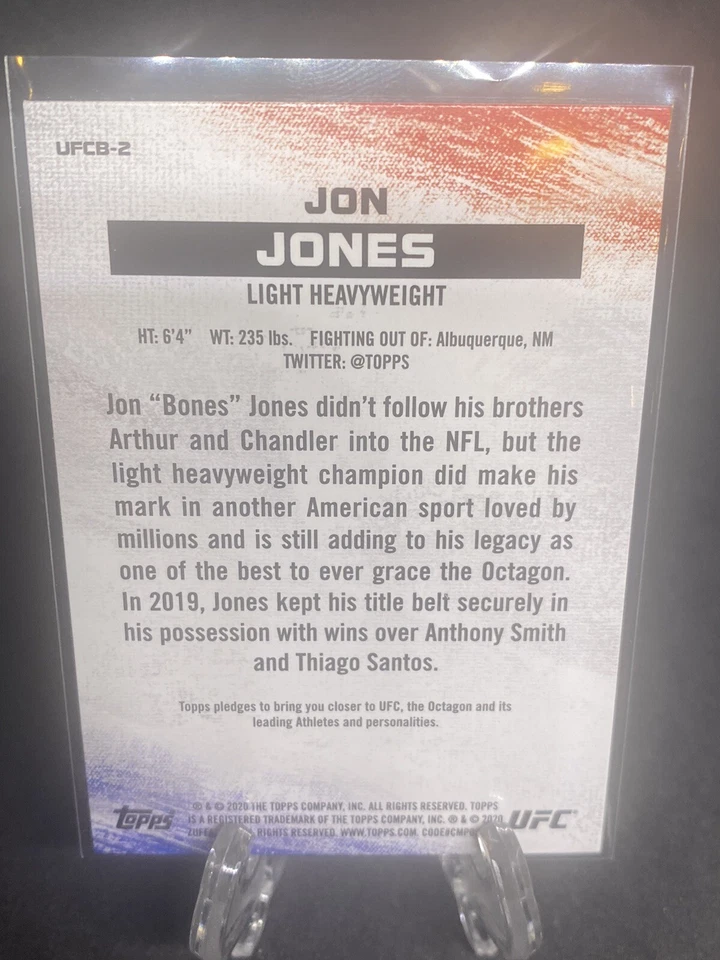 UFCB-2
JON
JONES
LIGHT HEAVYWEIGHT
HT: 6'4" WT: 235 lbs. FIGHTING OUT OF: Albuquerque, NM
TWITTER: @TOPPS
Jon “Bones” Jones didn’t follow his brothers
Arthur and Chandler into the NFL, but the
light heavyweight champion did make his
mark in another American sport loved by
millions and is still adding to his legacy as
one of the best to ever grace the Octagon.
In 2019, Jones kept his title belt securely in
his possession with wins over Anthony Smith
and Thiago Santos.
Topps pledges to bring you closer to UFC, the Octagon and its
leading Athletes and personalities.
topps
® & © 2020 THE TOPPS COMPANY, INC. ALL RIGHTS RESERVED. TOPPS
IS A REGISTERED TRADEMARK OF THE TOPPS COMPANY, INC. ® & © 2020
RIGHTS RESERVED. WWW.TOPPS.COM.
UFC